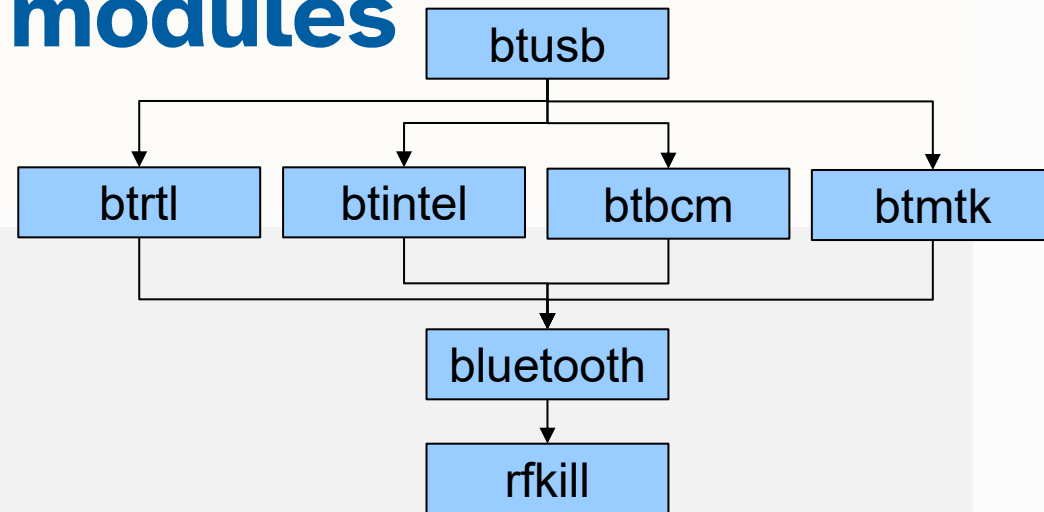 modules
btusb
btrtl
btintel
btbcm
btmtk
bluetooth
rfkill